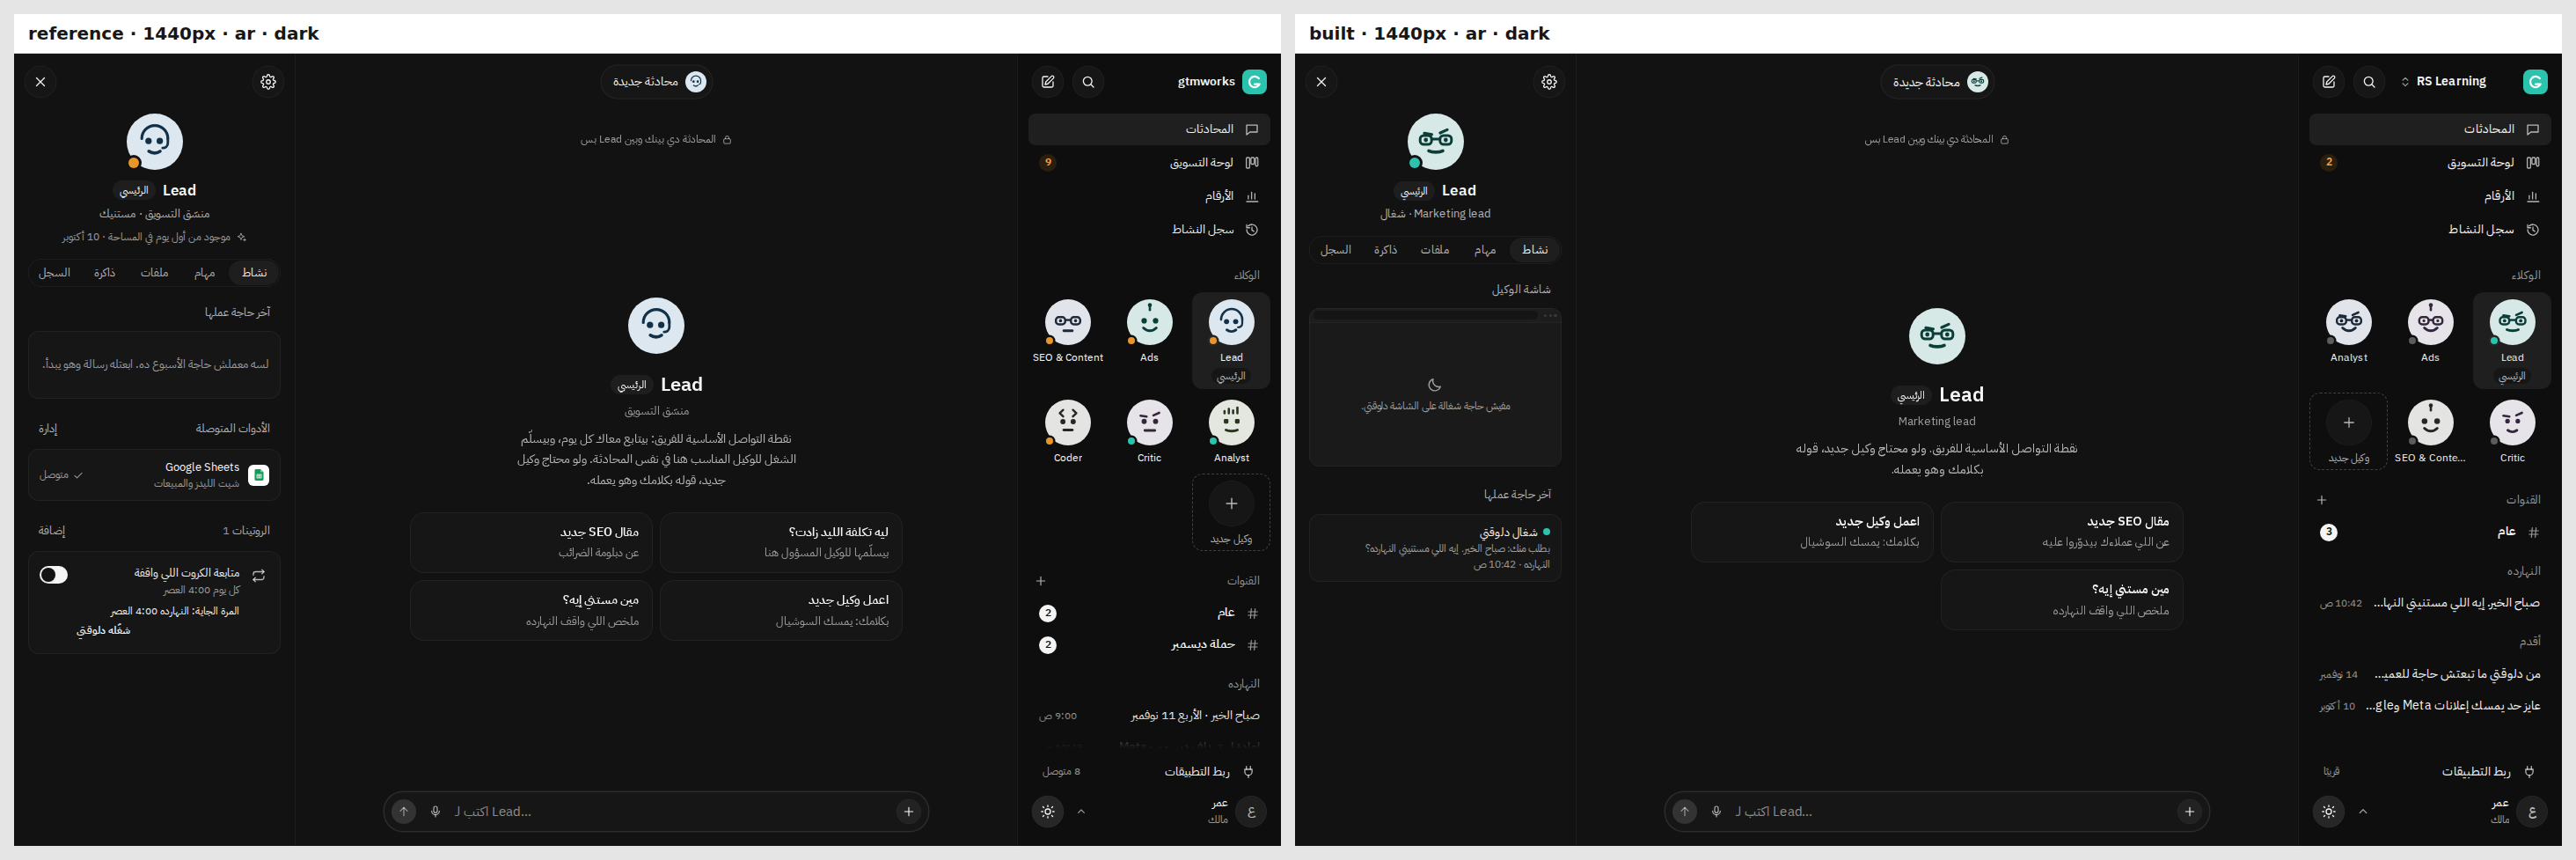 reference · 1440px · ar · dark
gtmworks
المحادثات
لوحة التسويق
9
الأرقام
سجل النشاط
الوكلاء
Lead
الرئيسي
Ads
SEO & Content
Analyst
Critic
Coder
وكيل جديد
القنوات
عام
2
حملة ديسمبر
2
النهارده
صباح الخير · الأربع 11 نوفمبر
9:00 ص
ربط التطبيقات
8 متوصل
ع
عمر
مالك
محادثة جديدة
المحادثة دي بينك وبين Lead بس
Lead الرئيسي
منسّق التسويق
نقطة التواصل الأساسية للفريق: بيتابع معاك كل يوم، وبيسلّم
الشغل للوكيل المناسب هنا في نفس المحادثة. ولو محتاج وكيل
جديد، قوله بكلامك وهو يعمله.
ليه تكلفة الليد زادت؟
بيسلّمها للوكيل المسؤول هنا
مقال SEO جديد
عن دبلومة الضرائب
اعمل وكيل جديد
بكلامك: يمسك السوشيال
مين مستني إيه؟
ملخص اللي واقف النهارده
اكتب لـ Lead...
Lead الرئيسي
منسّق التسويق · مستنيك
موجود من أول يوم في المساحة · 10 أكتوبر
نشاط
مهام
ملفات
ذاكرة
السجل
آخر حاجة عملها
لسه معملش حاجة الأسبوع ده. ابعتله رسالة وهو يبدأ.
الأدوات المتوصلة
إدارة
Google Sheets
شيت الليدز والمبيعات
متوصل
الروتينات 1
إضافة
متابعة الكروت اللي واقفة
كل يوم 4:00 العصر
المرة الجاية: النهارده 4:00 العصر
شغّله دلوقتي
built · 1440px · ar · dark
RS Learning
المحادثات
لوحة التسويق
2
الأرقام
سجل النشاط
الوكلاء
Lead
الرئيسي
Ads
Analyst
Critic
SEO & Conte...
وكيل جديد
القنوات
عام
3
النهارده
صباح الخير. إيه اللي مستنيني النها...
10:42 ص
أقدم
من دلوقتي ما تبعتش حاجة للعميـ...
14 نوفمبر
عايز حد يمسك إعلانات Meta وgle...
10 أكتوبر
ربط التطبيقات
قريبًا
ع
عمر
مالك
محادثة جديدة
المحادثة دي بينك وبين Lead بس
Lead الرئيسي
Marketing lead
نقطة التواصل الأساسية للفريق. ولو محتاج وكيل جديد، قوله
بكلامك وهو يعمله.
مقال SEO جديد
عن اللي عملاءك بيدوّروا عليه
اعمل وكيل جديد
بكلامك: يمسك السوشيال
مين مستني إيه؟
ملخص اللي واقف النهارده
اكتب لـ Lead...
Lead الرئيسي
Marketing lead · شغال
نشاط
مهام
ملفات
ذاكرة
السجل
شاشة الوكيل
مفيش حاجة شغالة على الشاشة دلوقتي.
آخر حاجة عملها
شغال دلوقتي
بطلب منك: صباح الخير. إيه اللي مستنيني النهارده؟
النهارده · 10:42 ص